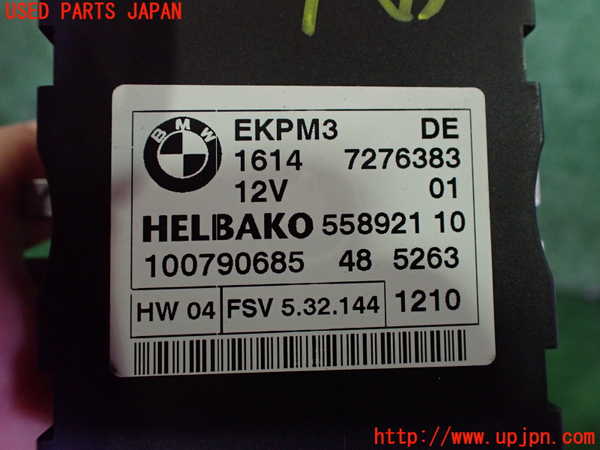 USED PARTS JAPAN
BMW
EKPM3 DE
1614 7276383
12V 01
HELBAKO 558921 10
100790685 48 5263
HW 04 FSV 5.32.144 1210
http://www.upjpn.com/